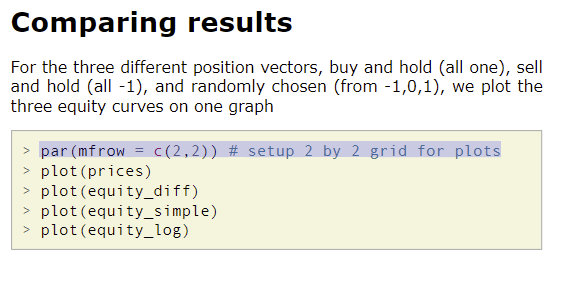 Comparing results
For the three different position vectors, buy and hold (all one), sell
and hold (all -1), and randomly chosen (from -1,0,1), we plot the
three equity curves on one graph
> par(mfrow = c(2,2)) # setup 2 by 2 grid for plots
> plot(prices)
> plot(equity_diff)
> plot(equity_simple)
> plot(equity_log)